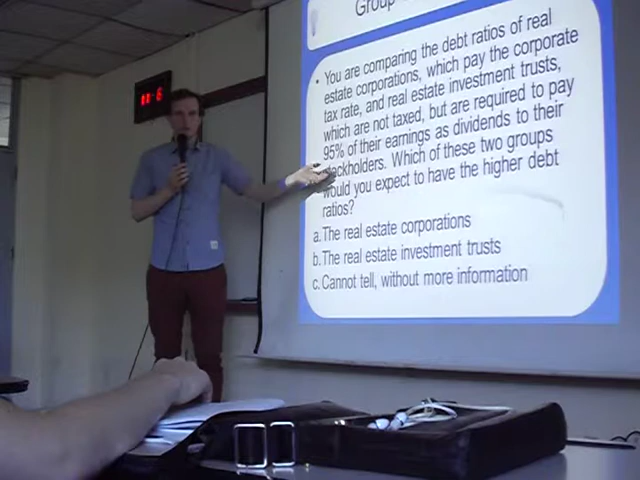 Group
• You are comparing the debt ratios of real
estate corporations, which pay the corporate
tax rate, and real estate investment trusts,
which are not taxed, but are required to pay
95% of their earnings as dividends to their
stockholders. Which of these two groups
would you expect to have the higher debt
ratios?
a. The real estate corporations
b. The real estate investment trusts
c. Cannot tell, without more information